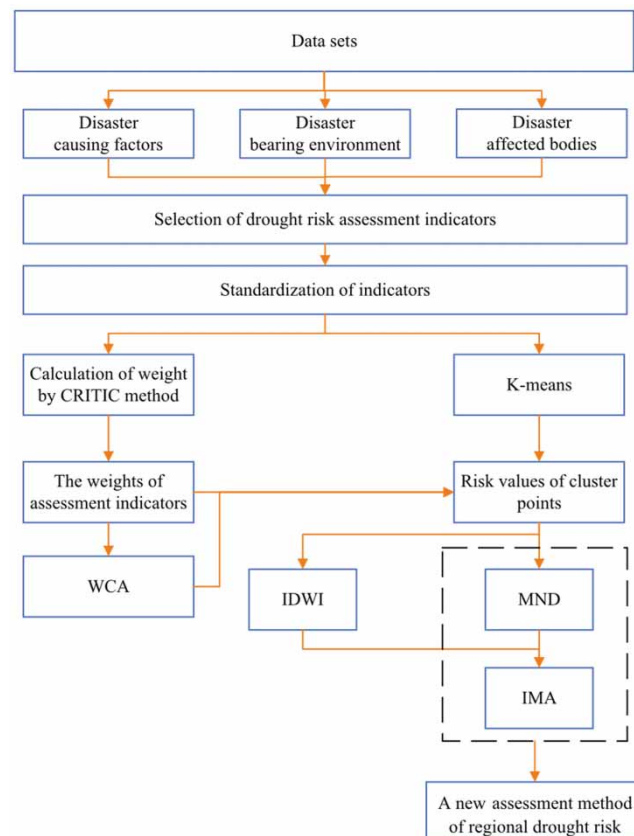 Data sets
Disaster
causing factors
Disaster
bearing environment
Disaster
affected bodies
Selection of drought risk assessment indicators
Standardization of indicators
Calculation of weight
by CRITIC method
K-means
The weights of
assessment indicators
Risk values of cluster
points
WCA
IDWI
MND
IMA
A new assessment method
of regional drought risk